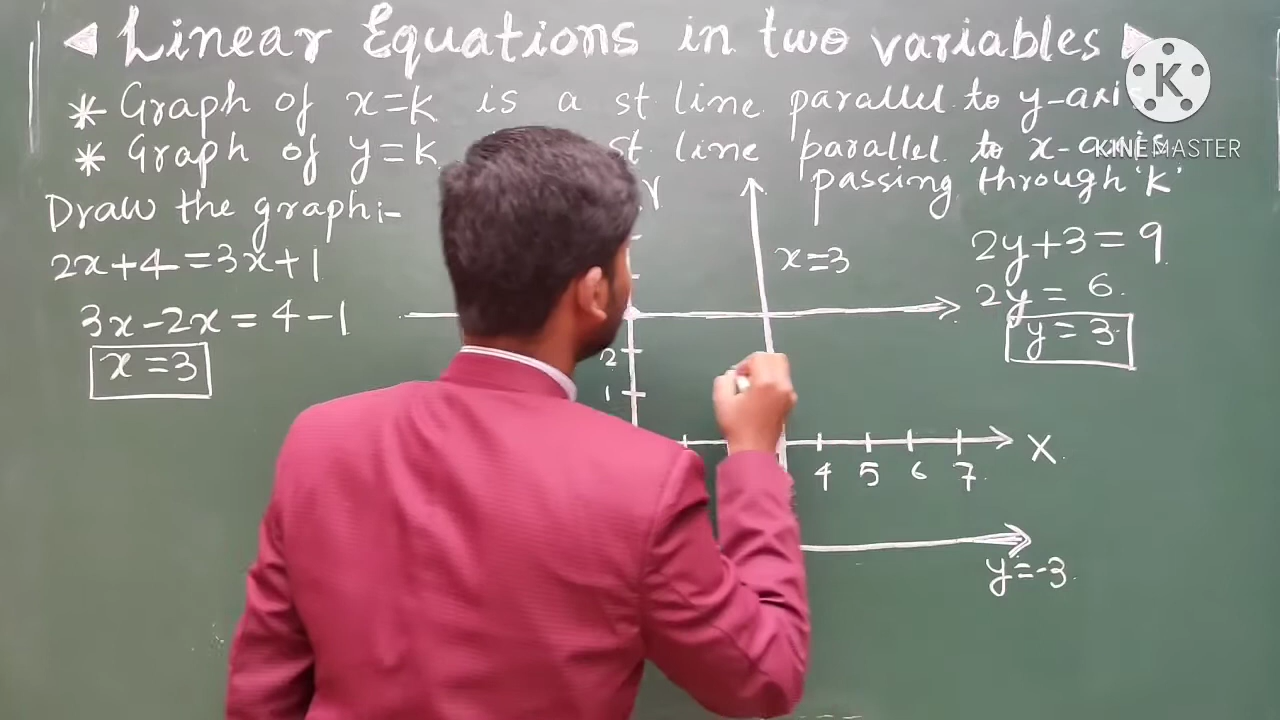 Linear Equations in two variables
* Graph of x=k is a st line parallel to y-axis
* Graph of y=k st line parallel to x-axis
passing through 'K'
Draw the graph:-
2x+4=3x+1
3x-2x=4-1
x=3
Y
x=3
2
1
4 5 6 7
X
y=-3
2y+3=9
2y=6
y=3
K
KINEMASTER